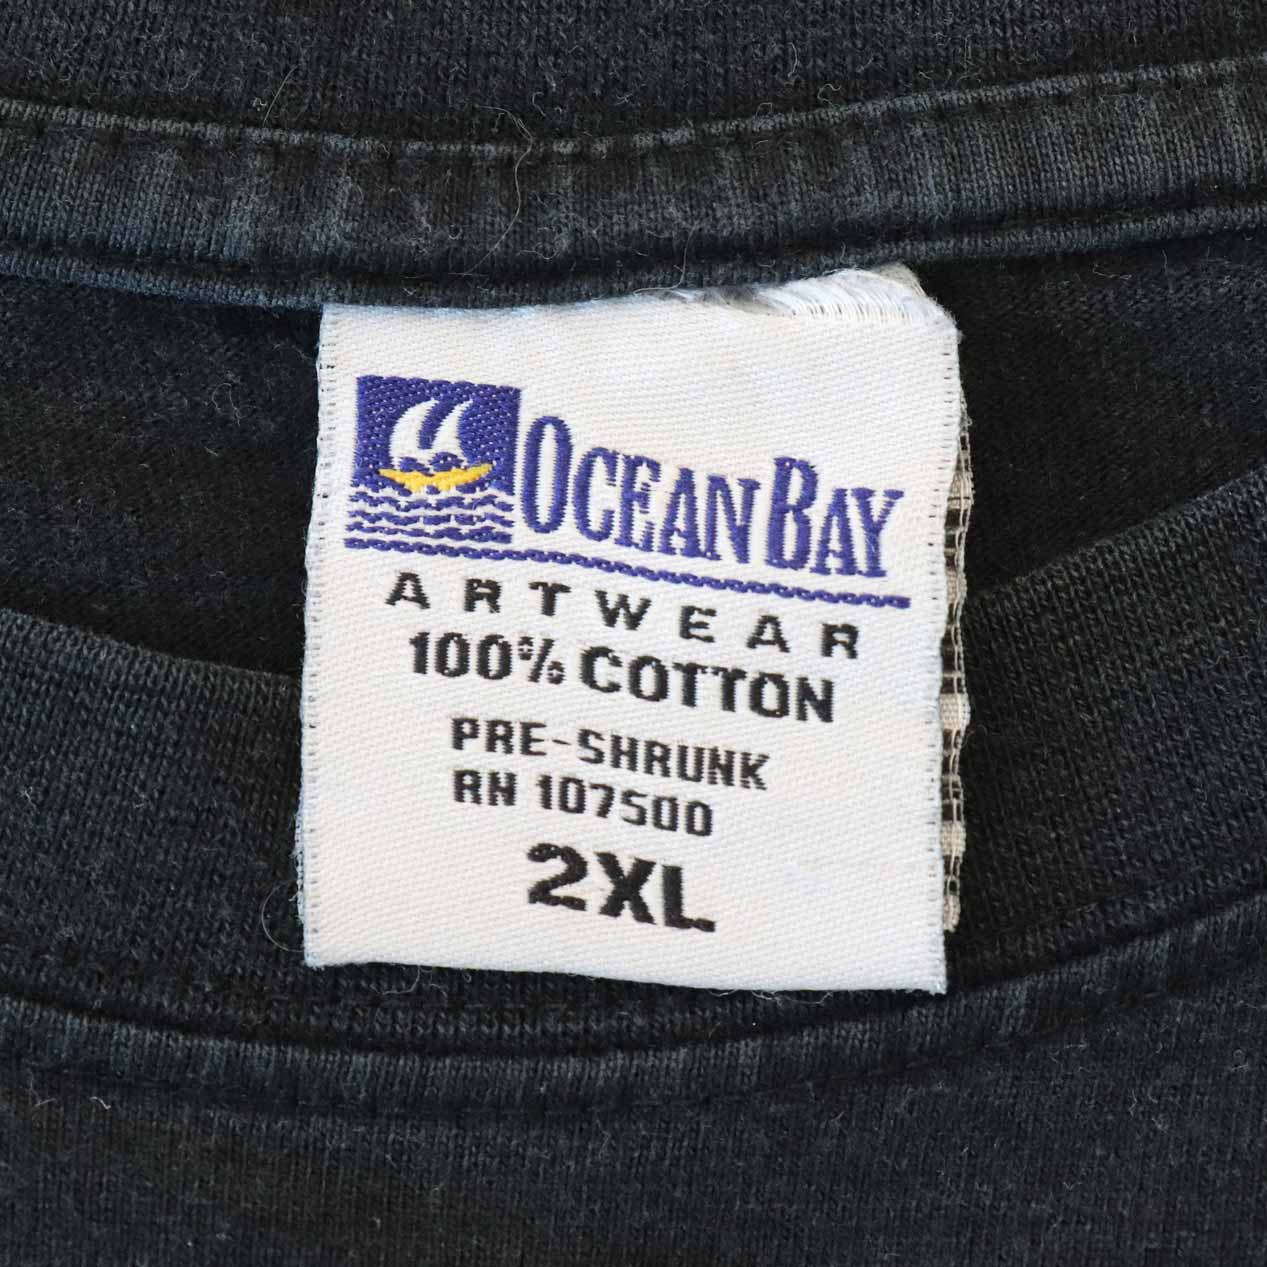 OCEAN BAY
ARTWEAR
100% COTTON
PRE-SHRUNK
RN 107500
2XL